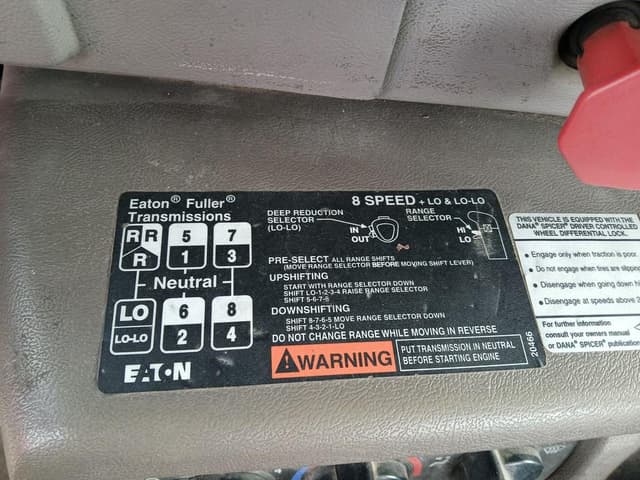 Eaton® Fuller®
Transmissions
8 SPEED + LO & LO-LO
DEEP REDUCTION
SELECTOR
(LO-LO)
IN
OUT
RANGE
SELECTOR
HI
LO
R R 5 7
R 1 3
Neutral
LO 6 8
LO-LO 2 4
EATON
PRE-SELECT ALL RANGE SHIFTS
(MOVE RANGE SELECTOR BEFORE MOVING SHIFT LEVER)
UPSHIFTING
START WITH RANGE SELECTOR DOWN
SHIFT LO-1-2-3-4 RAISE RANGE SELECTOR
SHIFT 5-6-7-8
DOWNSHIFTING
SHIFT 8-7-6-5 MOVE RANGE SELECTOR DOWN
SHIFT 4-3-2-1-LO
DO NOT CHANGE RANGE WHILE MOVING IN REVERSE
WARNING
PUT TRANSMISSION IN NEUTRAL
BEFORE STARTING ENGINE
20466
THIS VEHICLE IS EQUIPPED WITH THE
DANA® SPICER® DRIVER CONTROLLED
WHEEL DIFFERENTIAL LOCK.
• Engage only when traction is poor.
• Do not engage when tires are slipping
• Disengage when going down
• Disengage at speeds above
For further information
consult your owners manual
or DANA® SPICER® publication